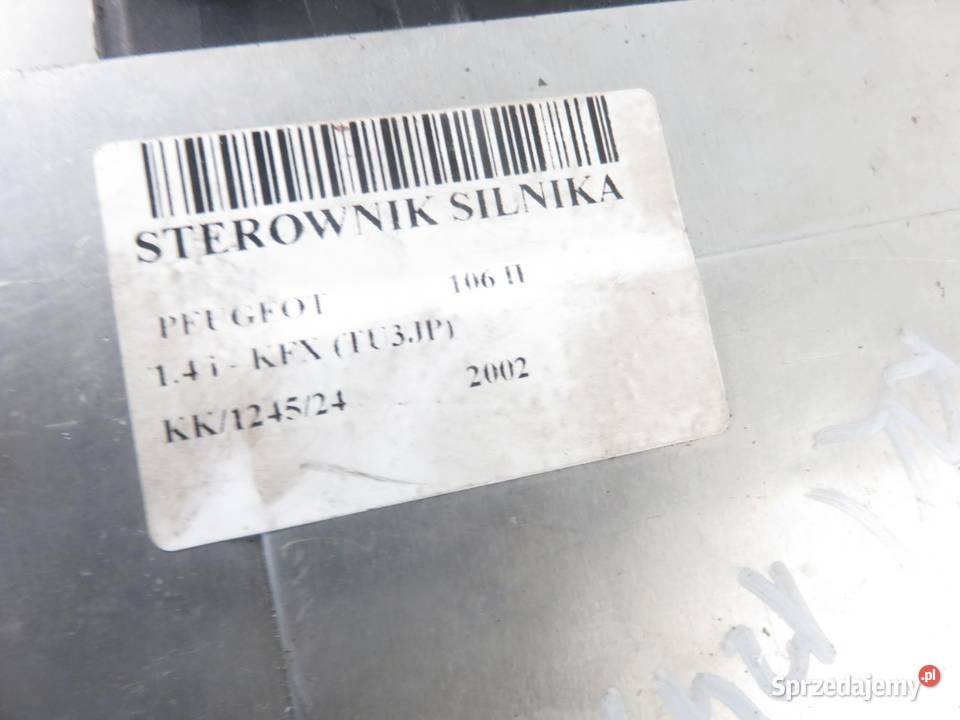 STEROWNIK SILNIKA
PEUGEOT 106 II
1.4 i - KFX (TU3JP)
KK/1245/24 2002
Sprzedajemy.pl